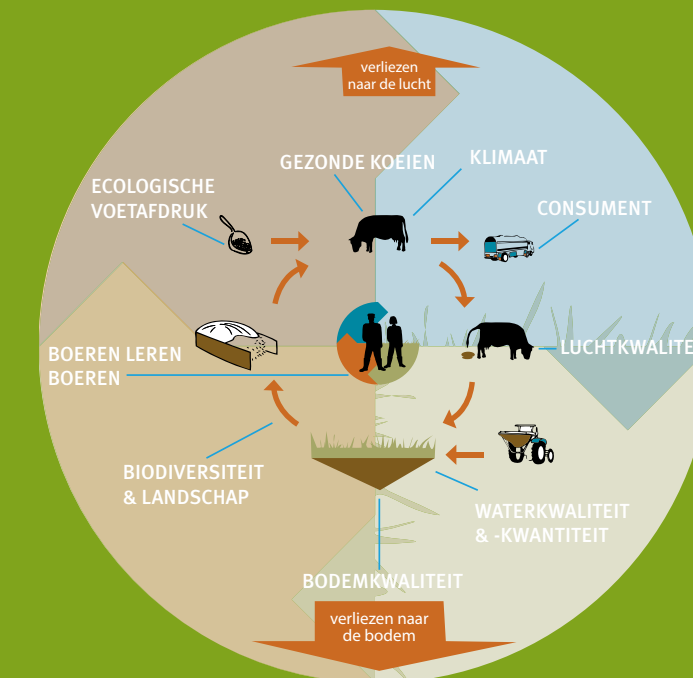 verliezen
naar de lucht
GEZONDE KOEIEN
KLIMAAT
ECOLOGISCHE
VOETAFDRUK
CONSUMENT
BOEREN LEREN
BOEREN
LUCHTKWALITE
BIODIVERSITEIT
& LANDSCHAP
WATERKWALITEIT
& -KWANTITEIT
BODEMKWALITEIT
verliezen naar
de bodem